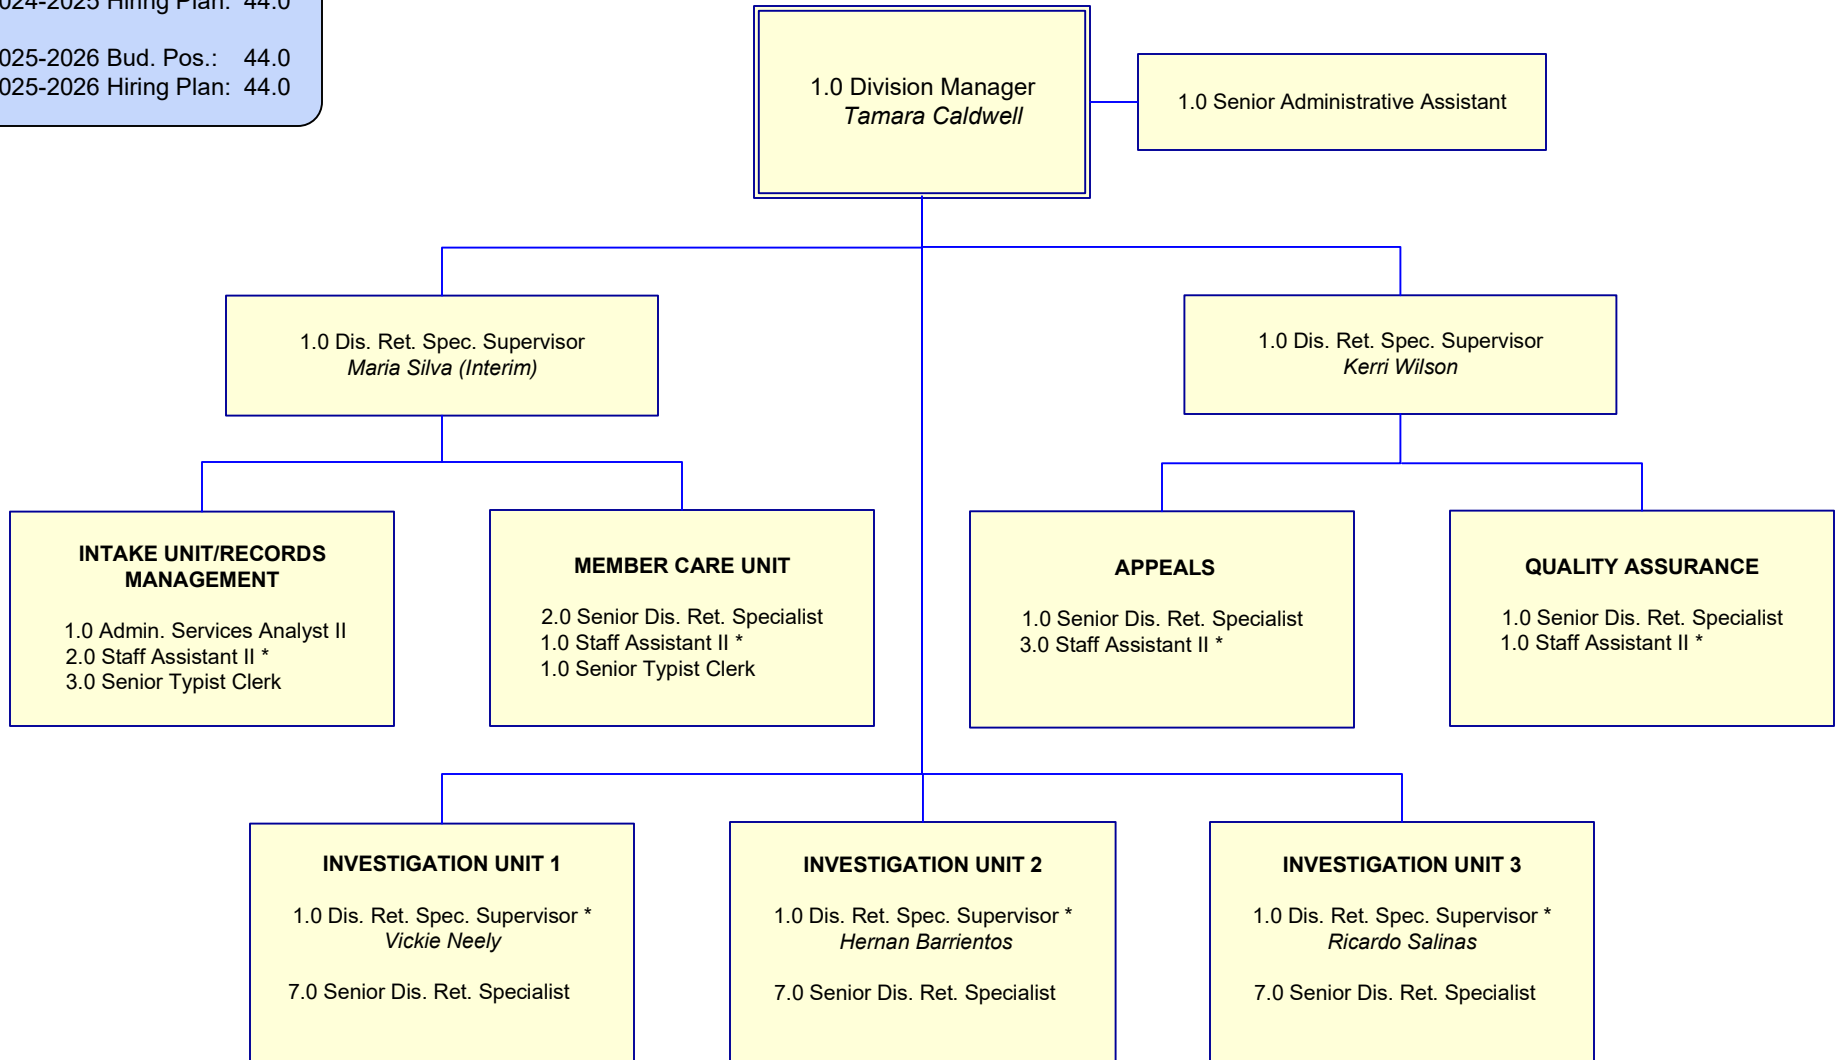 Hiring Plan: 44.0
Bud. Pos.: 44.0
Hiring Plan: 44.0
1.0 Division Manager
Tamara Caldwell
1.0 Senior Administrative Assistant
1.0 Dis. Ret. Spec. Supervisor
Maria Silva (Interim)
1.0 Dis. Ret. Spec. Supervisor
Kerri Wilson
INTAKE UNIT/RECORDS
MANAGEMENT
1.0 Admin. Services Analyst II
2.0 Staff Assistant II *
3.0 Senior Typist Clerk
MEMBER CARE UNIT
2.0 Senior Dis. Ret. Specialist
1.0 Staff Assistant II *
1.0 Senior Typist Clerk
APPEALS
1.0 Senior Dis. Ret. Specialist
3.0 Staff Assistant II *
QUALITY ASSURANCE
1.0 Senior Dis. Ret. Specialist
1.0 Staff Assistant II *
INVESTIGATION UNIT 1
1.0 Dis. Ret. Spec. Supervisor *
Vickie Neely
7.0 Senior Dis. Ret. Specialist
INVESTIGATION UNIT 2
1.0 Dis. Ret. Spec. Supervisor *
Hernan Barrientos
7.0 Senior Dis. Ret. Specialist
INVESTIGATION UNIT 3
1.0 Dis. Ret. Spec. Supervisor *
Ricardo Salinas
7.0 Senior Dis. Ret. Specialist